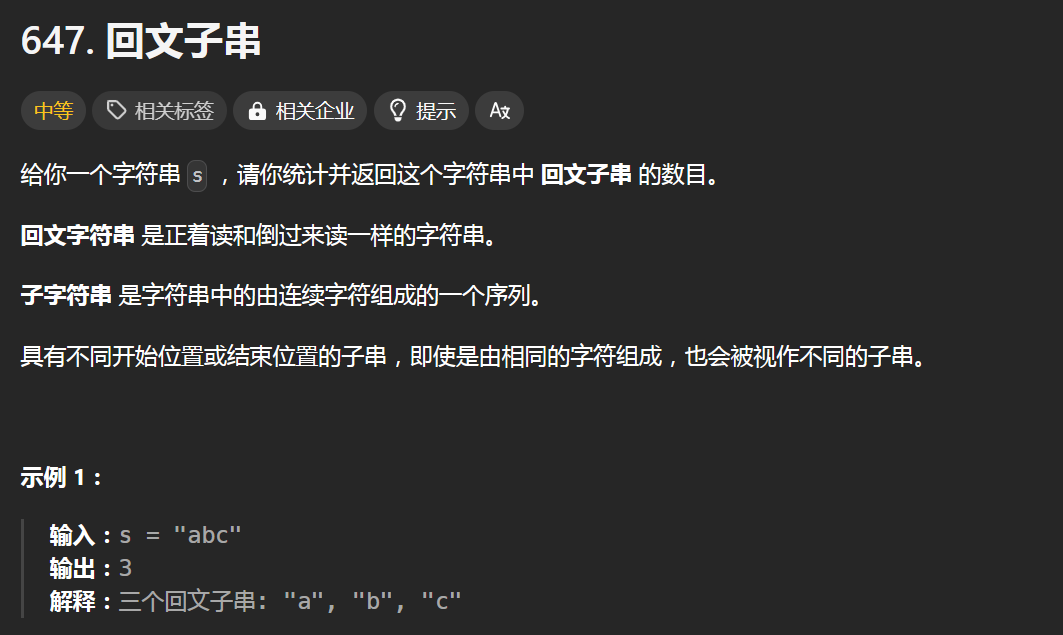 647. 回文子串
中等 相关标签 相关企业 提示 A文
给你一个字符串 s ，请你统计并返回这个字符串中 回文子串 的数目。
回文字符串 是正着读和倒过来读一样的字符串。
子字符串 是字符串中的由连续字符组成的一个序列。
具有不同开始位置或结束位置的子串，即使是由相同的字符组成，也会被视作不同的子串。
示例 1：
输入：s = "abc"
输出：3
解释：三个回文子串: "a", "b", "c"